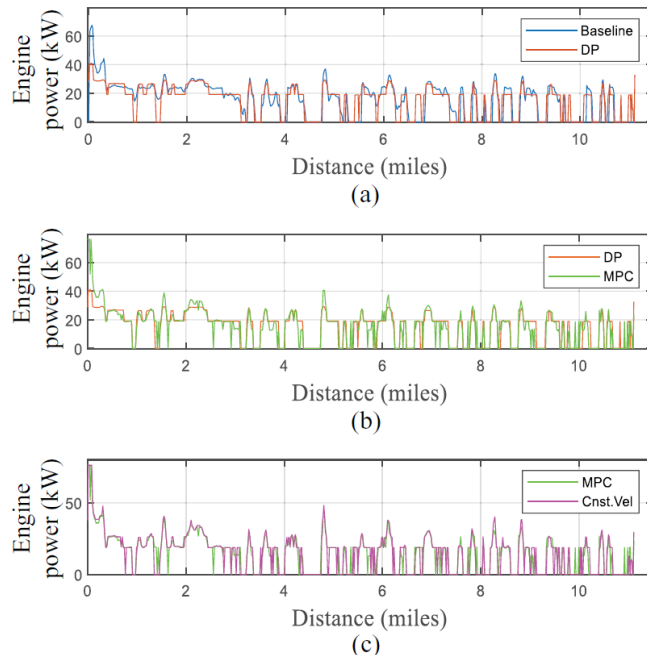 80
60
40
20
0
Engine
power (kW)
Baseline
DP
0 2 4 6 8 10
Distance (miles)
(a)
80
60
40
20
0
Engine
power (kW)
DP
MPC
0 2 4 6 8 10
Distance (miles)
(b)
50
0
Engine
power (kW)
MPC
Cnst.Vel
0 2 4 6 8 10
Distance (miles)
(c)